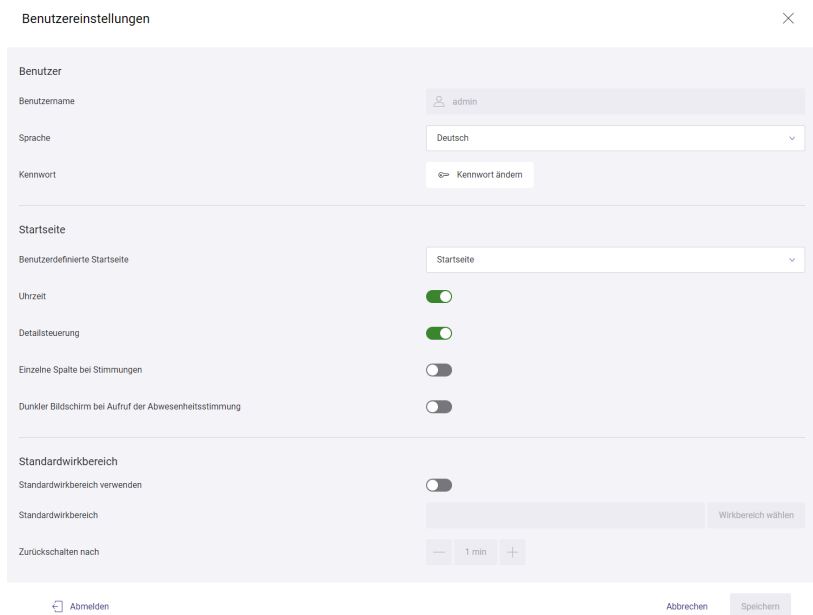 Benutzereinstellungen
Benutzer
Benutzername admin
Sprache Deutsch
Kennwort Kennwort ändern
Startseite
Benutzerdefinierte Startseite Startseite
Uhrzeit
Detailsteuerung
Einzelne Spalte bei Stimmungen
Dunkler Bildschirm bei Aufruf der Abwesenheitsstimmung
Standardwirkbereich
Standardwirkbereich verwenden
Standardwirkbereich Wirkbereich wählen
Zurückschalten nach 1 min
Abmelden Abbrechen Speichern